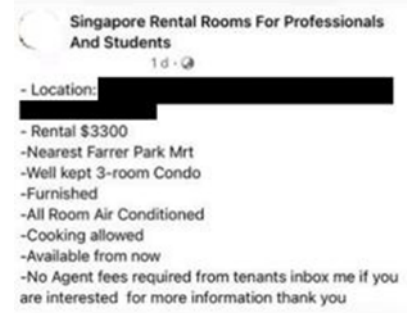 Singapore Rental Rooms For Professionals
And Students
1d ·
- Location:
- Rental $3300
-Nearest Farrer Park Mrt
-Well kept 3-room Condo
-Furnished
-All Room Air Conditioned
-Cooking allowed
-Available from now
-No Agent fees required from tenants inbox me if you
are interested for more information thank you